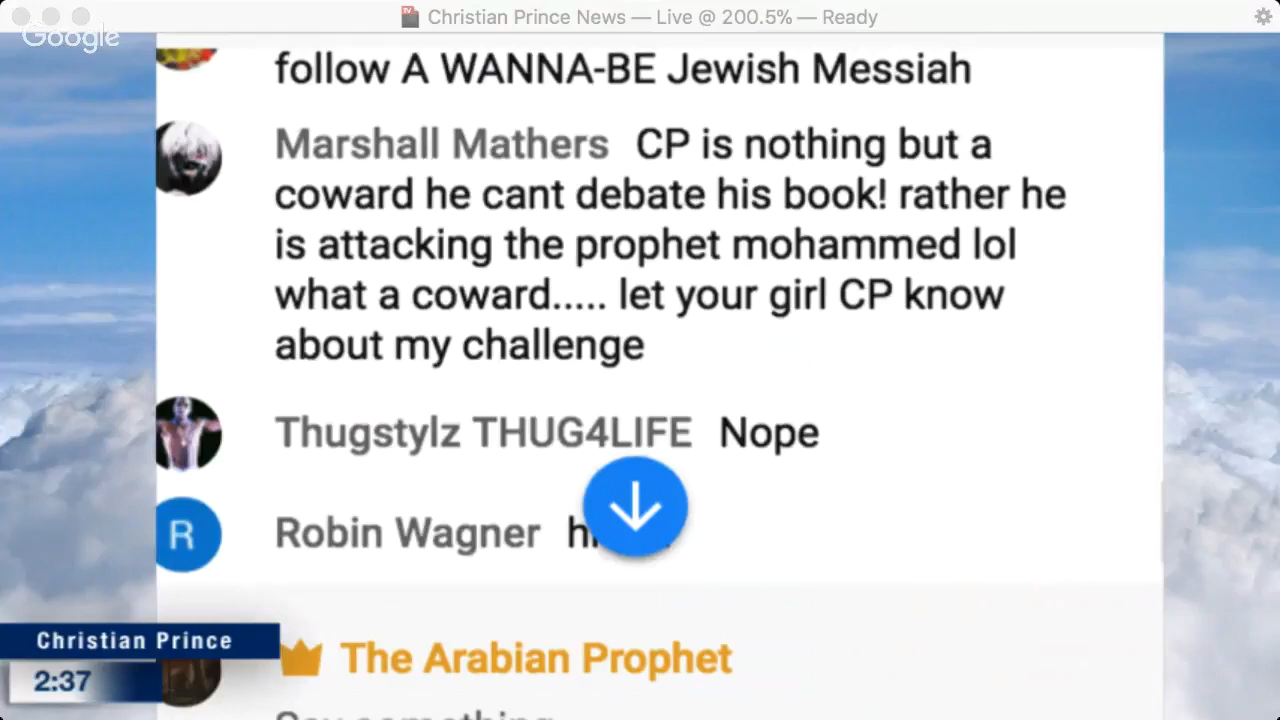 Christian Prince News — Live @ 200.5% — Ready
Google
follow A WANNA-BE Jewish Messiah
Marshall Mathers CP is nothing but a
coward he cant debate his book! rather he
is attacking the prophet mohammed lol
what a coward..... let your girl CP know
about my challenge
Thugstylz THUG4LIFE Nope
R Robin Wagner
Christian Prince
The Arabian Prophet
2:37
Say something